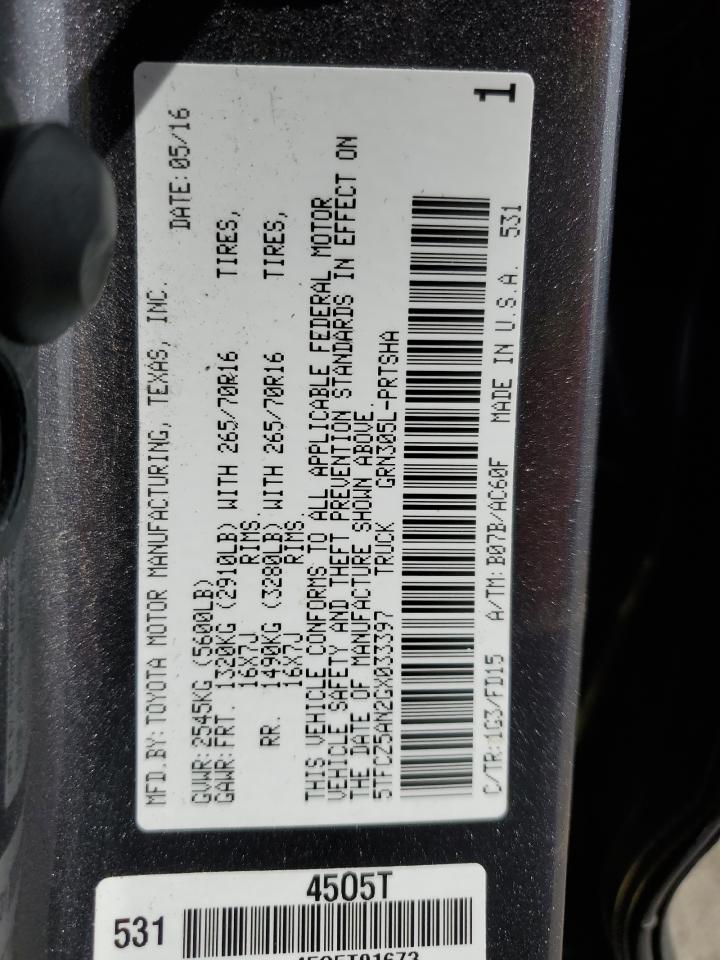 MFD.BY:TOYOTA MOTOR MANUFACTURING, TEXAS, INC.
DATE:05/16
GVWR:2545KG (5600LB)
GAWR:FRT. 1320KG (2910LB) WITH 265/70R16 TIRES,
16X7J RIMS
RR. 1490KG (3280LB) WITH 265/70R16 TIRES,
16X7J RIMS.
THIS VEHICLE CONFORMS TO ALL APPLICABLE FEDERAL MOTOR
VEHICLE SAFETY AND THEFT PREVENTION STANDARDS IN EFFECT ON
THE DATE OF MANUFACTURE SHOWN ABOVE.
5TFCZ5AN2GX033397 TRUCK GRN305L-PRTSHA
C/TR:1G3/FD15 A/TM:B07B/AC60F MADE IN U.S.A. 531
1
4505T
531
4505T01673